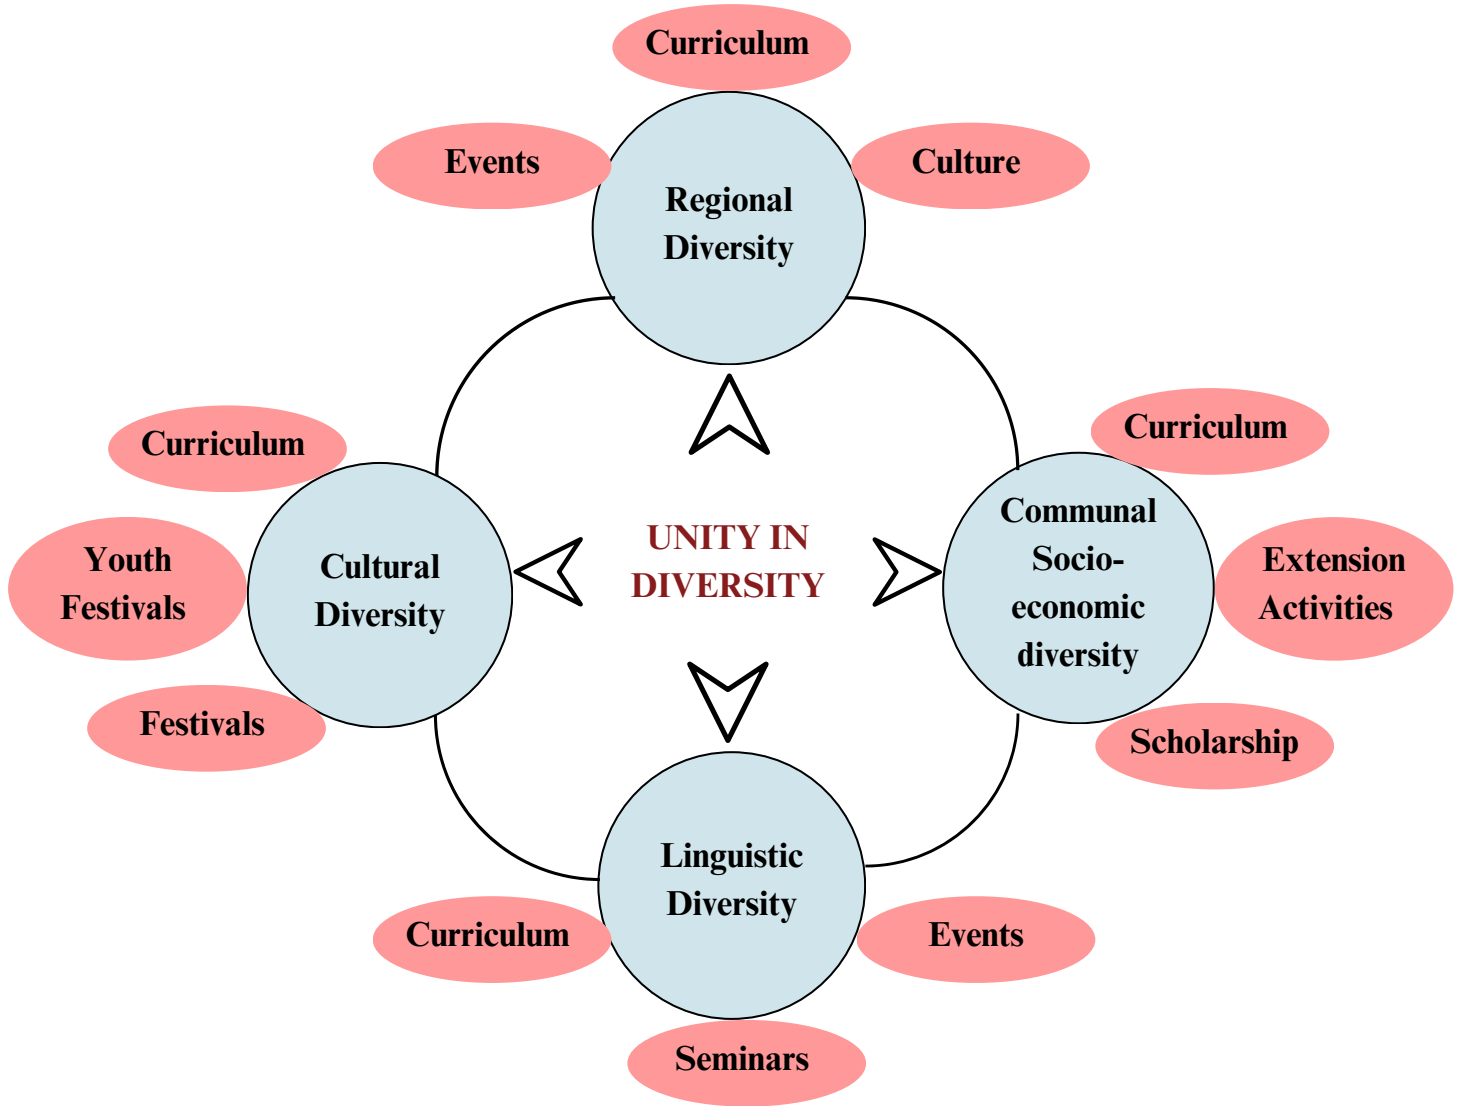 Curriculum
Events
Culture
Regional
Diversity
Curriculum
Youth
Festivals
Festivals
Cultural
Diversity
UNITY IN
DIVERSITY
Communal
Socio-
economic
diversity
Curriculum
Extension
Activities
Scholarship
Linguistic
Diversity
Curriculum
Events
Seminars